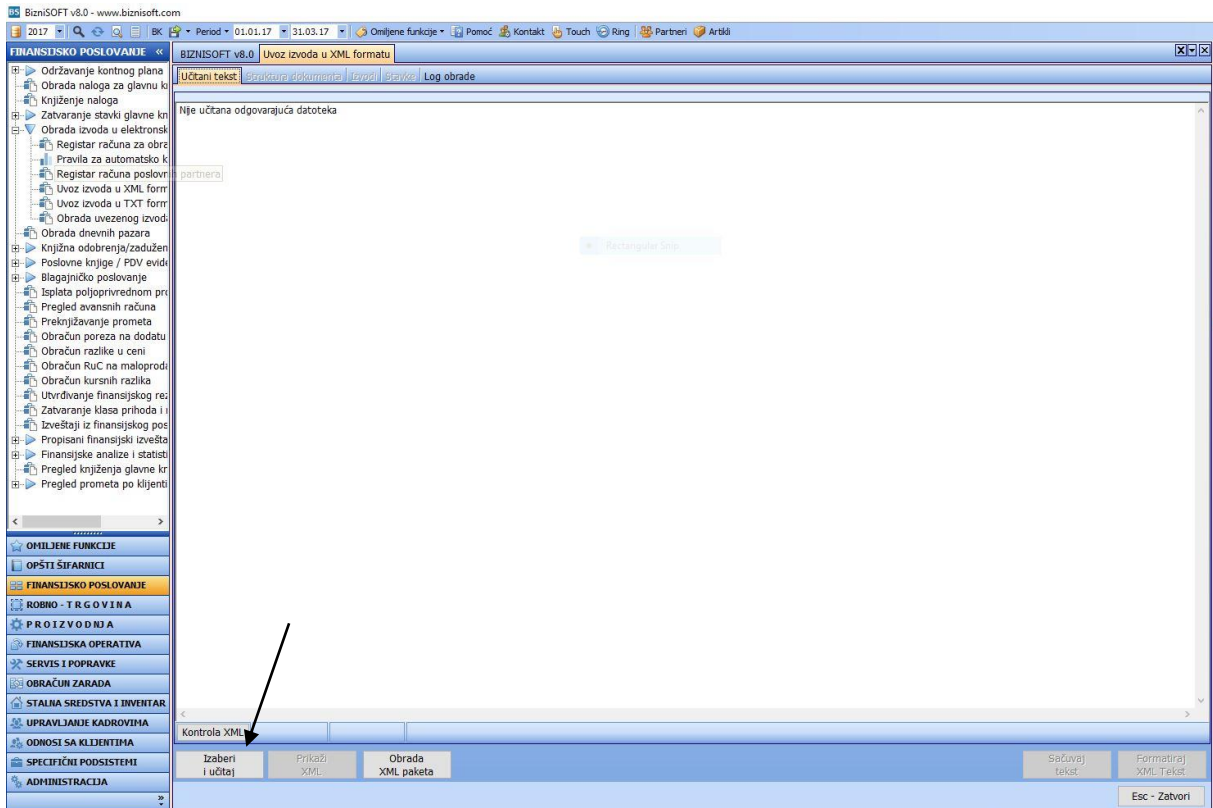 BizniSOFT v8.0 - www.biznisoft.com
2017 BK Period 01.01.17 31.03.17 Omiljene funkcije Pomoć Kontakt Touch Ring Partneri Artikli
FINANSIJSKO POSLOVANJE «
BIZNISOFT v8.0 Uvoz izvoda u XML formatu
Učitani tekst Struktura dokumenta Izvodi Stavke Log obrade
Nije učitana odgovarajuća datoteka
Održavanje kontnog plana
Obrada naloga za glavnu k
Knjiženje naloga
Zatvaranje stavki glavne kn
Obrada izvoda u elektronsk
Registar računa za obra
Pravila za automatsko k
Registar računa poslovnih partnera
Uvoz izvoda u XML form
Uvoz izvoda u TXT form
Obrada uvezenog izvoda
Obrada dnevnih pazara
Rectangular Snip
Knjižna odobrenja/zadužen
Poslovne knjige / PDV evide
Blagajničko poslovanje
Isplata poljoprivrednom pro
Pregled avansnih računa
Preknjižavanje prometa
Obračun poreza na dodatu
Obračun razlike u ceni
Obračun RuC na maloproda
Obračun kursnih razlika
Utvrđivanje finansijskog rez
Zatvaranje klasa prihoda i
Izveštaji iz finansijskog pos
Propisani finansijski izvešta
Finansijske analize i statisti
Pregled knjiženja glavne kr
Pregled prometa po klijenti
OMILJENE FUNKCIJE
OPŠTI ŠIFARNICI
FINANSIJSKO POSLOVANJE
ROBNO - T R G O V I N A
P R O I Z V O D NJ A
FINANSIJSKA OPERATIVA
SERVIS I POPRAVKE
OBRAČUN ZARADA
STALNA SREDSTVA I INVENTAR
UPRAVLJANJE KADROVIMA
ODNOSI SA KLIJENTIMA
SPECIFIČNI PODSISTEMI
ADMINISTRACIJA
Kontrola XML
Izaberi
i učitaj
Prikaži
XML
Obrada
XML paketa
Sačuvaj
tekst
Formatiraj
XML Tekst
Esc - Zatvori